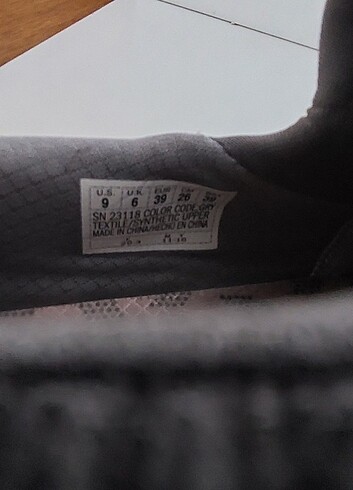 U.S. U.K. EUR CM
9 6 39 26
SN 23118 COLOR CODE GRY
TEXTILE/SYNTHETIC UPPER
MADE IN CHINA/HECHO EN CHINA